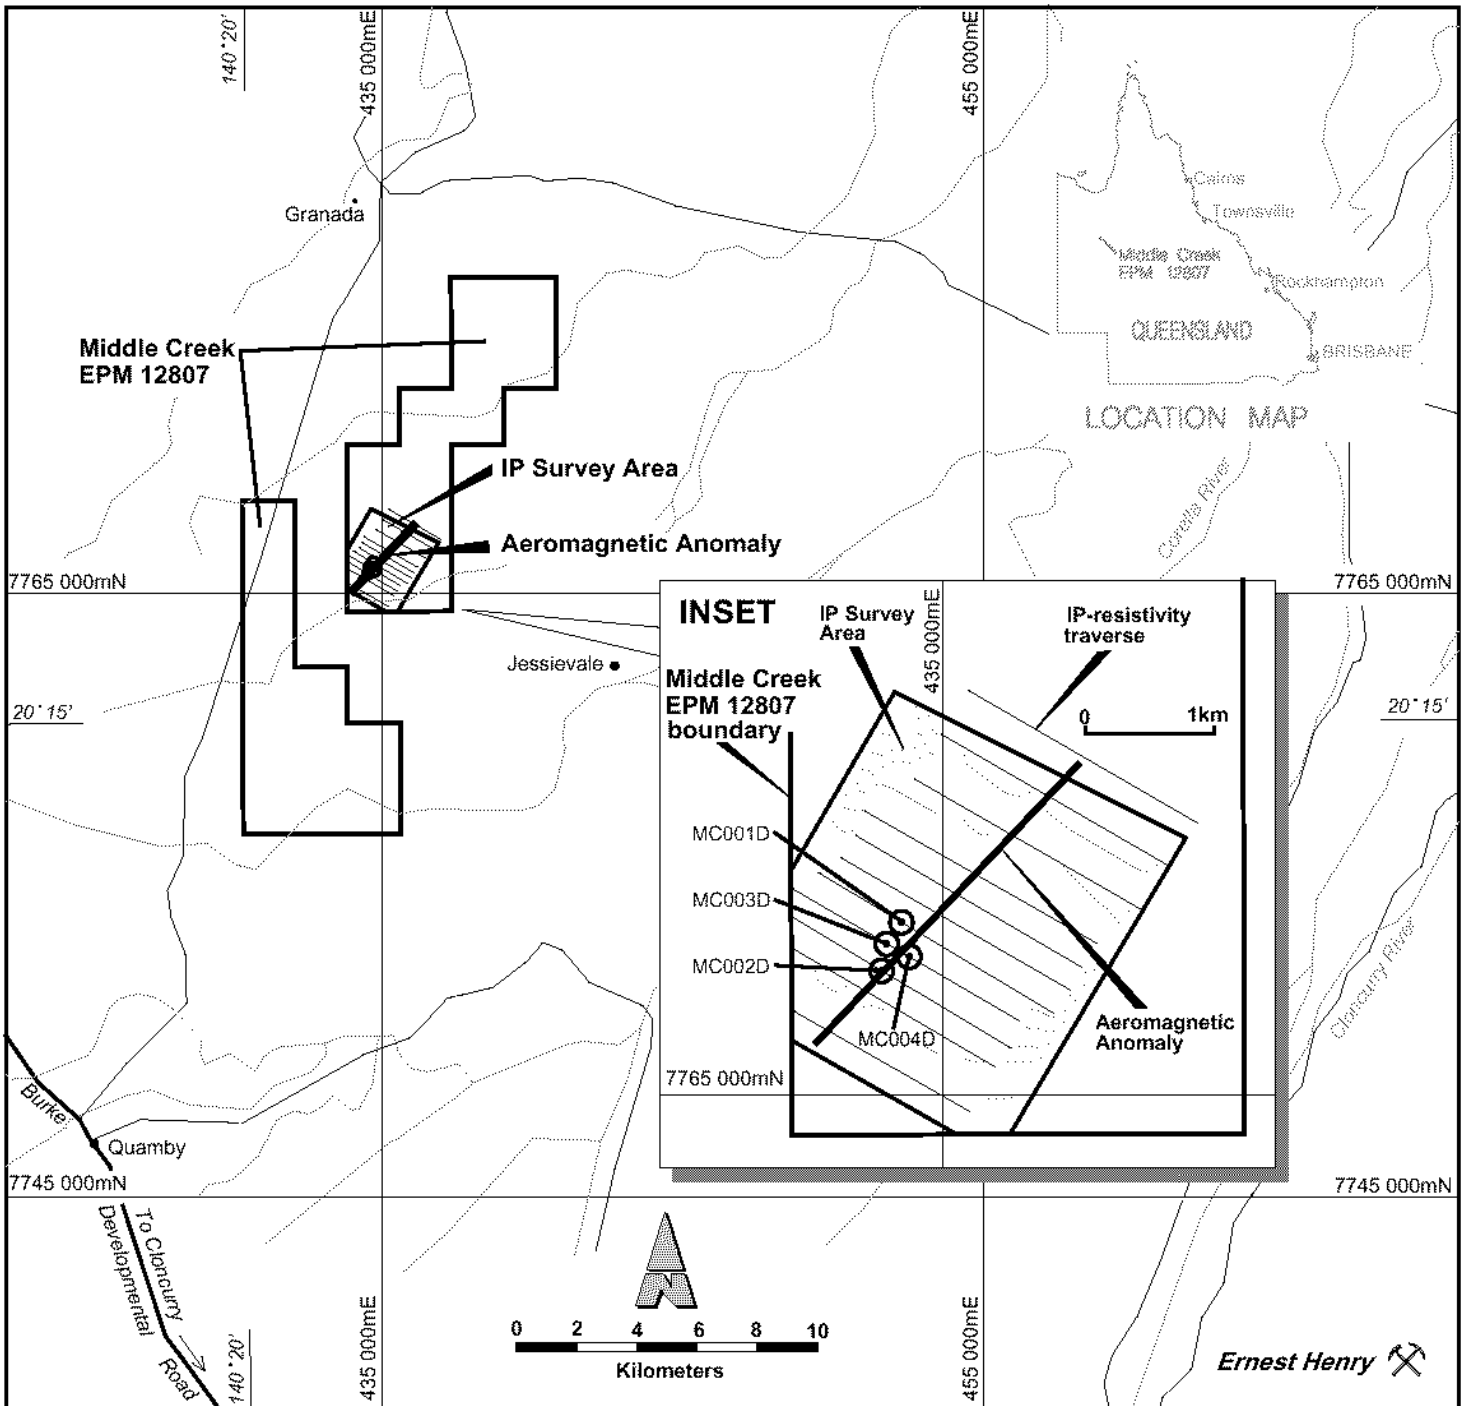 140°20'
435 000mE
455 000mE
Granada
Cairns
Townsville
Middle Creek
EPM 12807
Rockhampton
QUEENSLAND
BRISBANE
LOCATION MAP
Middle Creek
EPM 12807
IP Survey Area
Aeromagnetic Anomaly
Corella River
7765 000mN
7765 000mN
Jessievale
20°15'
20°15'
INSET
IP Survey
Area
435 000mE
IP-resistivity
traverse
Middle Creek
EPM 12807
boundary
0 1km
MC001D
MC003D
MC002D
MC004D
Aeromagnetic
Anomaly
7765 000mN
Cloncurry River
Burke
Quamby
7745 000mN
7745 000mN
To Cloncurry
Developmental
Road
140°20'
435 000mE
455 000mE
0 2 4 6 8 10
Kilometers
N
Ernest Henry